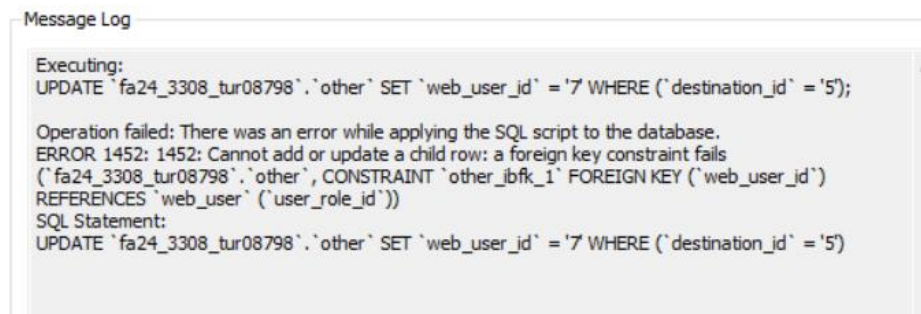 Message Log
Executing:
UPDATE `fa24_3308_tur08798`.`other` SET `web_user_id` = '7' WHERE (`destination_id` = '5');
Operation failed: There was an error while applying the SQL script to the database.
ERROR 1452: 1452: Cannot add or update a child row: a foreign key constraint fails
(`fa24_3308_tur08798`.`other`, CONSTRAINT `other_ibfk_1` FOREIGN KEY (`web_user_id`)
REFERENCES `web_user` (`user_role_id`))
SQL Statement:
UPDATE `fa24_3308_tur08798`.`other` SET `web_user_id` = '7' WHERE (`destination_id` = '5')